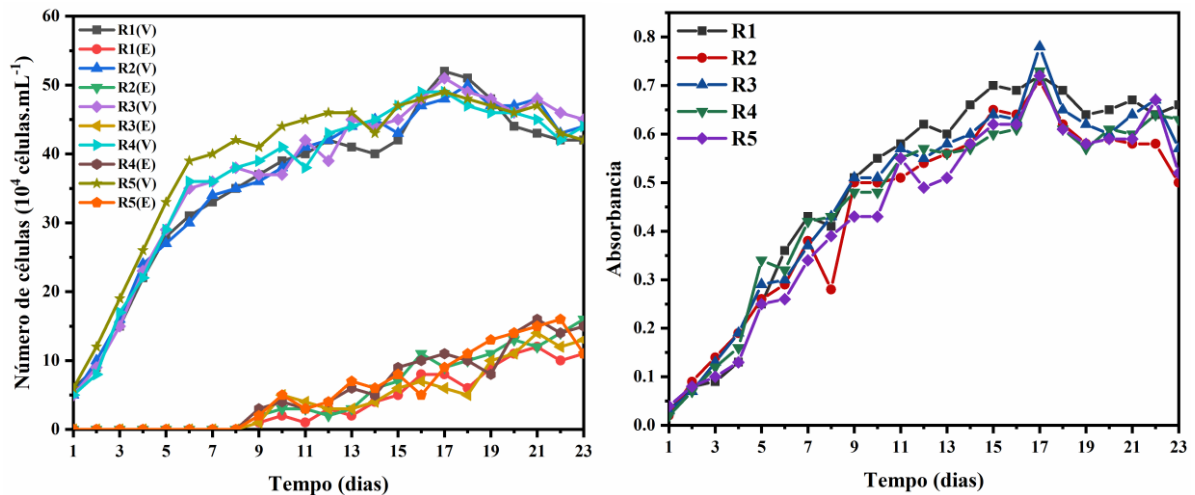 Número de células (10⁴ células.mL⁻¹)
60
50
40
30
20
10
0
R1(V)
R1(E)
R2(V)
R2(E)
R3(V)
R3(E)
R4(V)
R4(E)
R5(V)
R5(E)
1 3 5 7 9 11 13 15 17 19 21 23
Tempo (dias)
Absorbancia
0.8
0.7
0.6
0.5
0.4
0.3
0.2
0.1
0.0
R1
R2
R3
R4
R5
1 3 5 7 9 11 13 15 17 19 21 23
Tempo (dias)